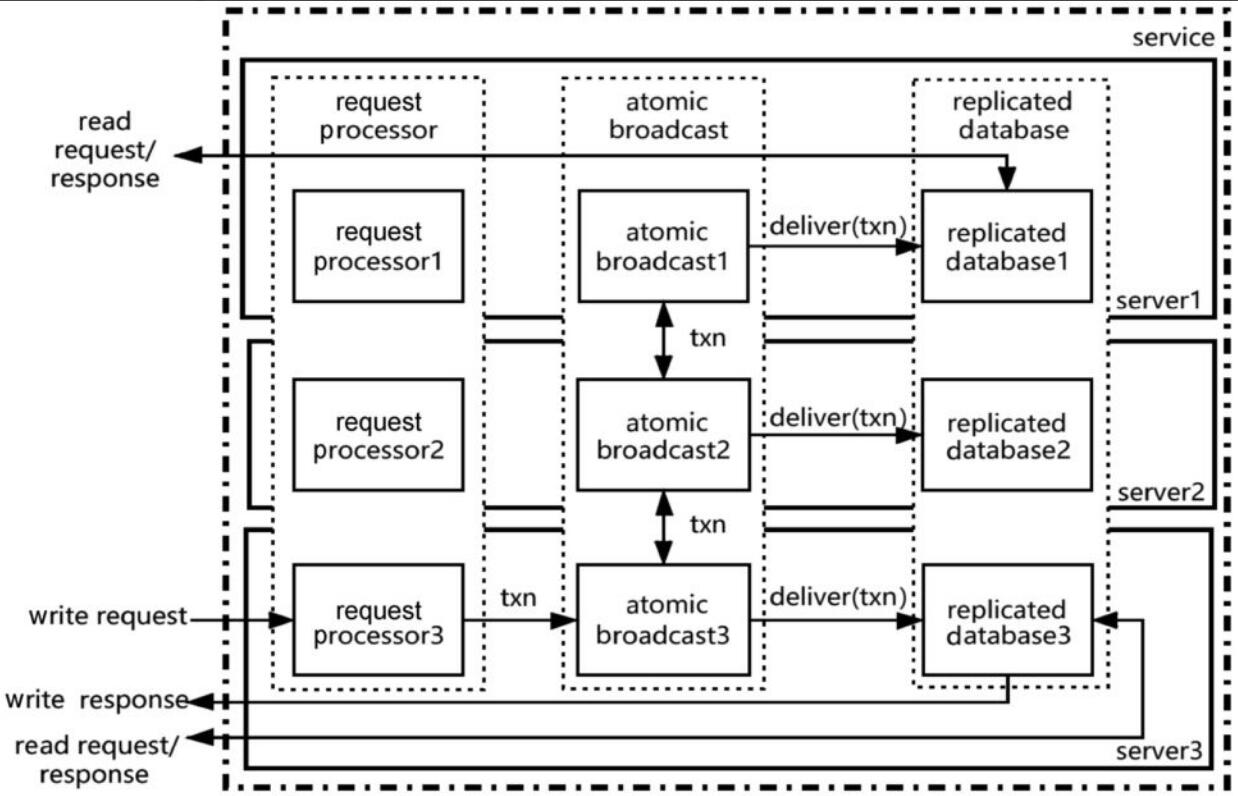 service
request
processor
atomic
broadcast
replicated
database
read
request/
response
request
processor1
atomic
broadcast1
deliver(txn)
replicated
database1
server1
txn
request
processor2
atomic
broadcast2
deliver(txn)
replicated
database2
server2
txn
write request
request
processor3
txn
atomic
broadcast3
deliver(txn)
replicated
database3
write response
read request/
response
server3